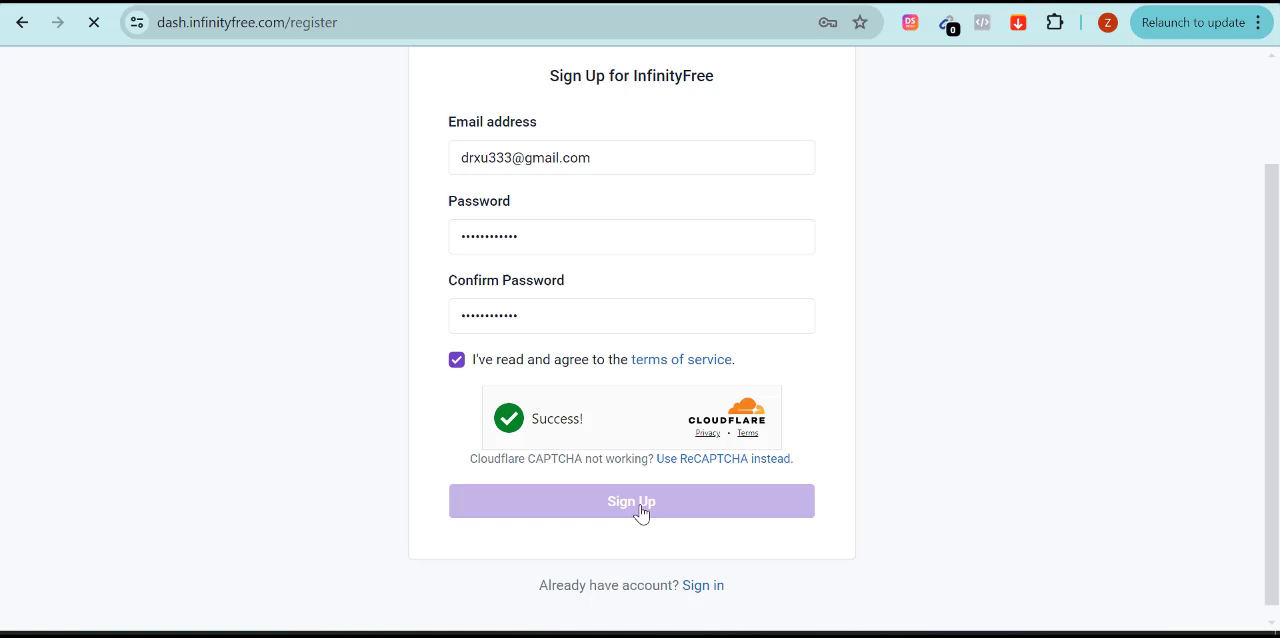 dash.infinityfree.com/register
DS
0
Z
Relaunch to update
Sign Up for InfinityFree
Email address
drxu333@gmail.com
Password
••••••••••••
Confirm Password
••••••••••••
I've read and agree to the terms of service.
Success!
CLOUDFLARE
Privacy • Terms
Cloudflare CAPTCHA not working? Use ReCAPTCHA instead.
Sign Up
Already have account? Sign in